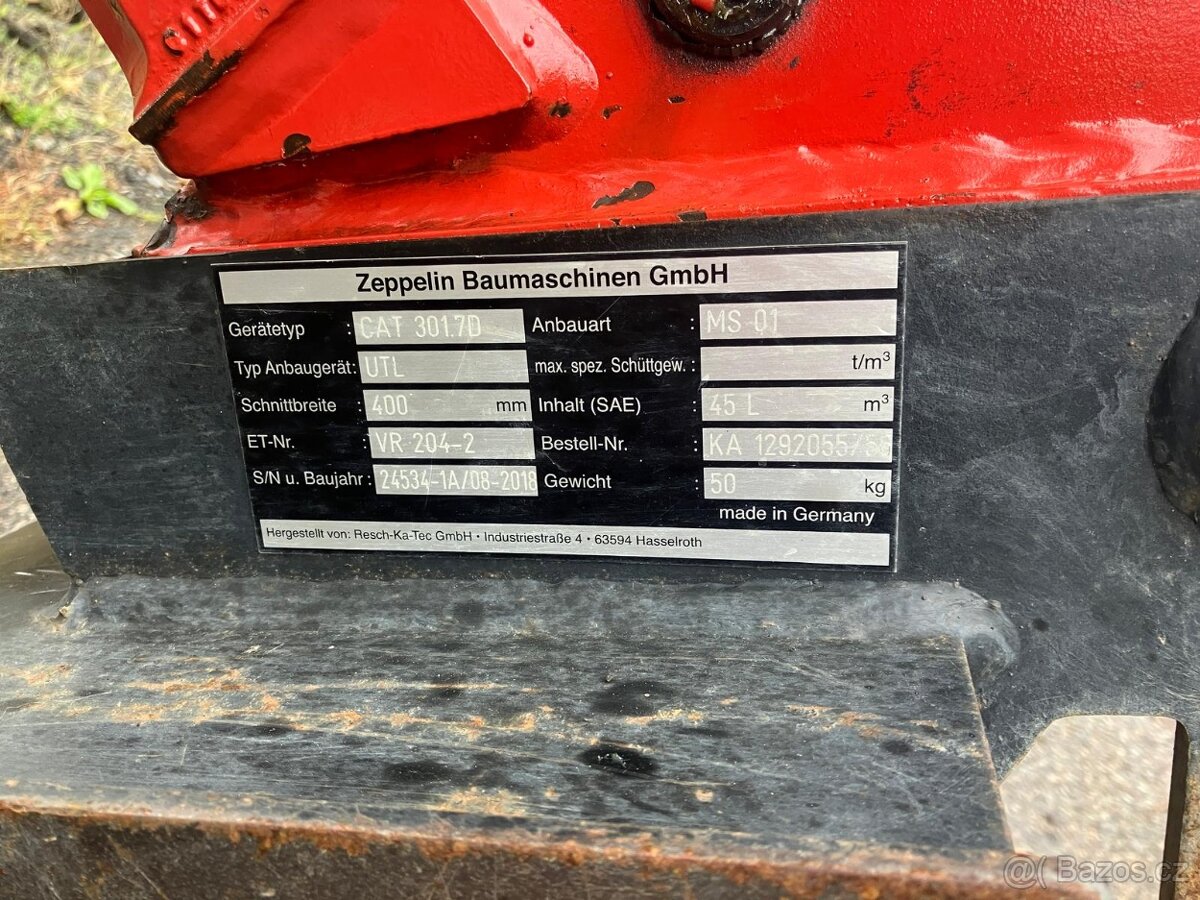 Zeppelin Baumaschinen GmbH
Gerätetyp : CAT 301.7D Anbauart : MS 01
Typ Anbaugerät: UTL max. spez. Schüttgew. : t/m³
Schnittbreite : 400 mm Inhalt (SAE) : 45 L m³
ET-Nr. : VR 204-2 Bestell-Nr. : KA 1292055/
S/N u. Baujahr : 24534-1A/08-2018 Gewicht : 50 kg
made in Germany
Hergestellt von: Resch-Ka-Tec GmbH • Industriestraße 4 • 63594 Hasselroth
@( Bazos.cz